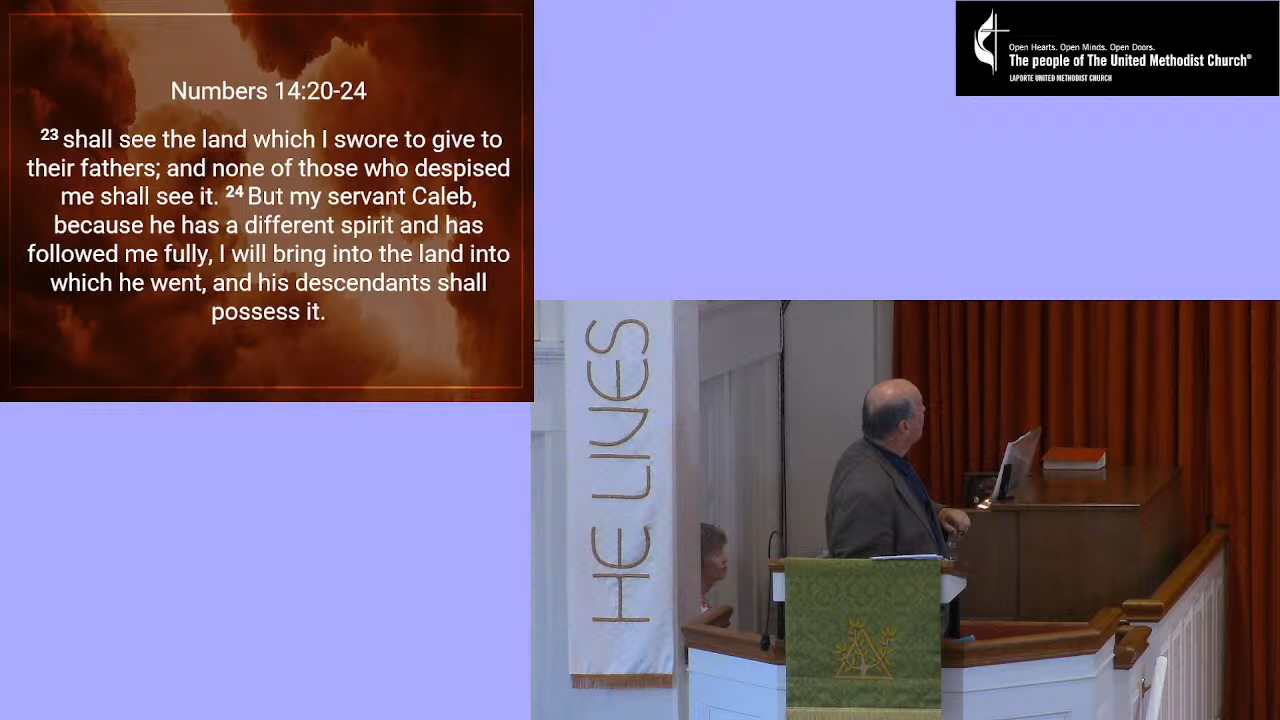 Numbers 14:20-24
23 shall see the land which I swore to give to
their fathers; and none of those who despised
me shall see it. 24 But my servant Caleb,
because he has a different spirit and has
followed me fully, I will bring into the land into
which he went, and his descendants shall
possess it.
Open Hearts. Open Minds. Open Doors.
The people of The United Methodist Church®
LAPORTE UNITED METHODIST CHURCH
HE LIVES